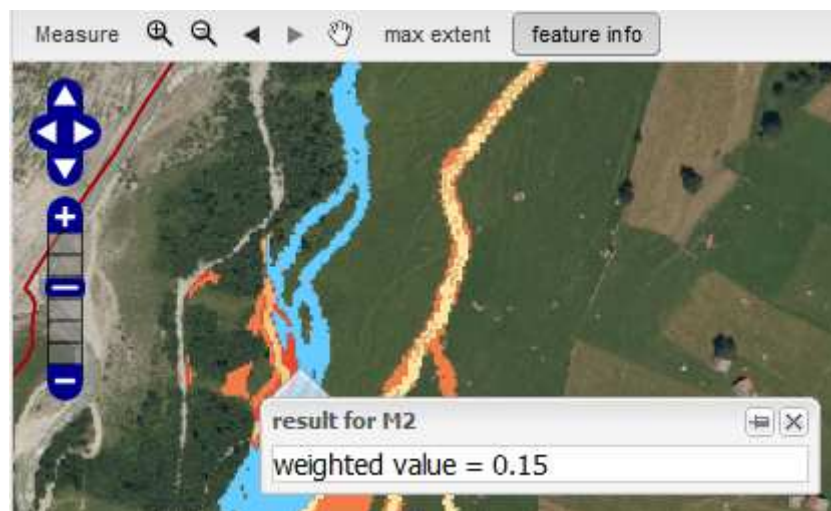 Measure max extent feature info
result for M2
weighted value = 0.15